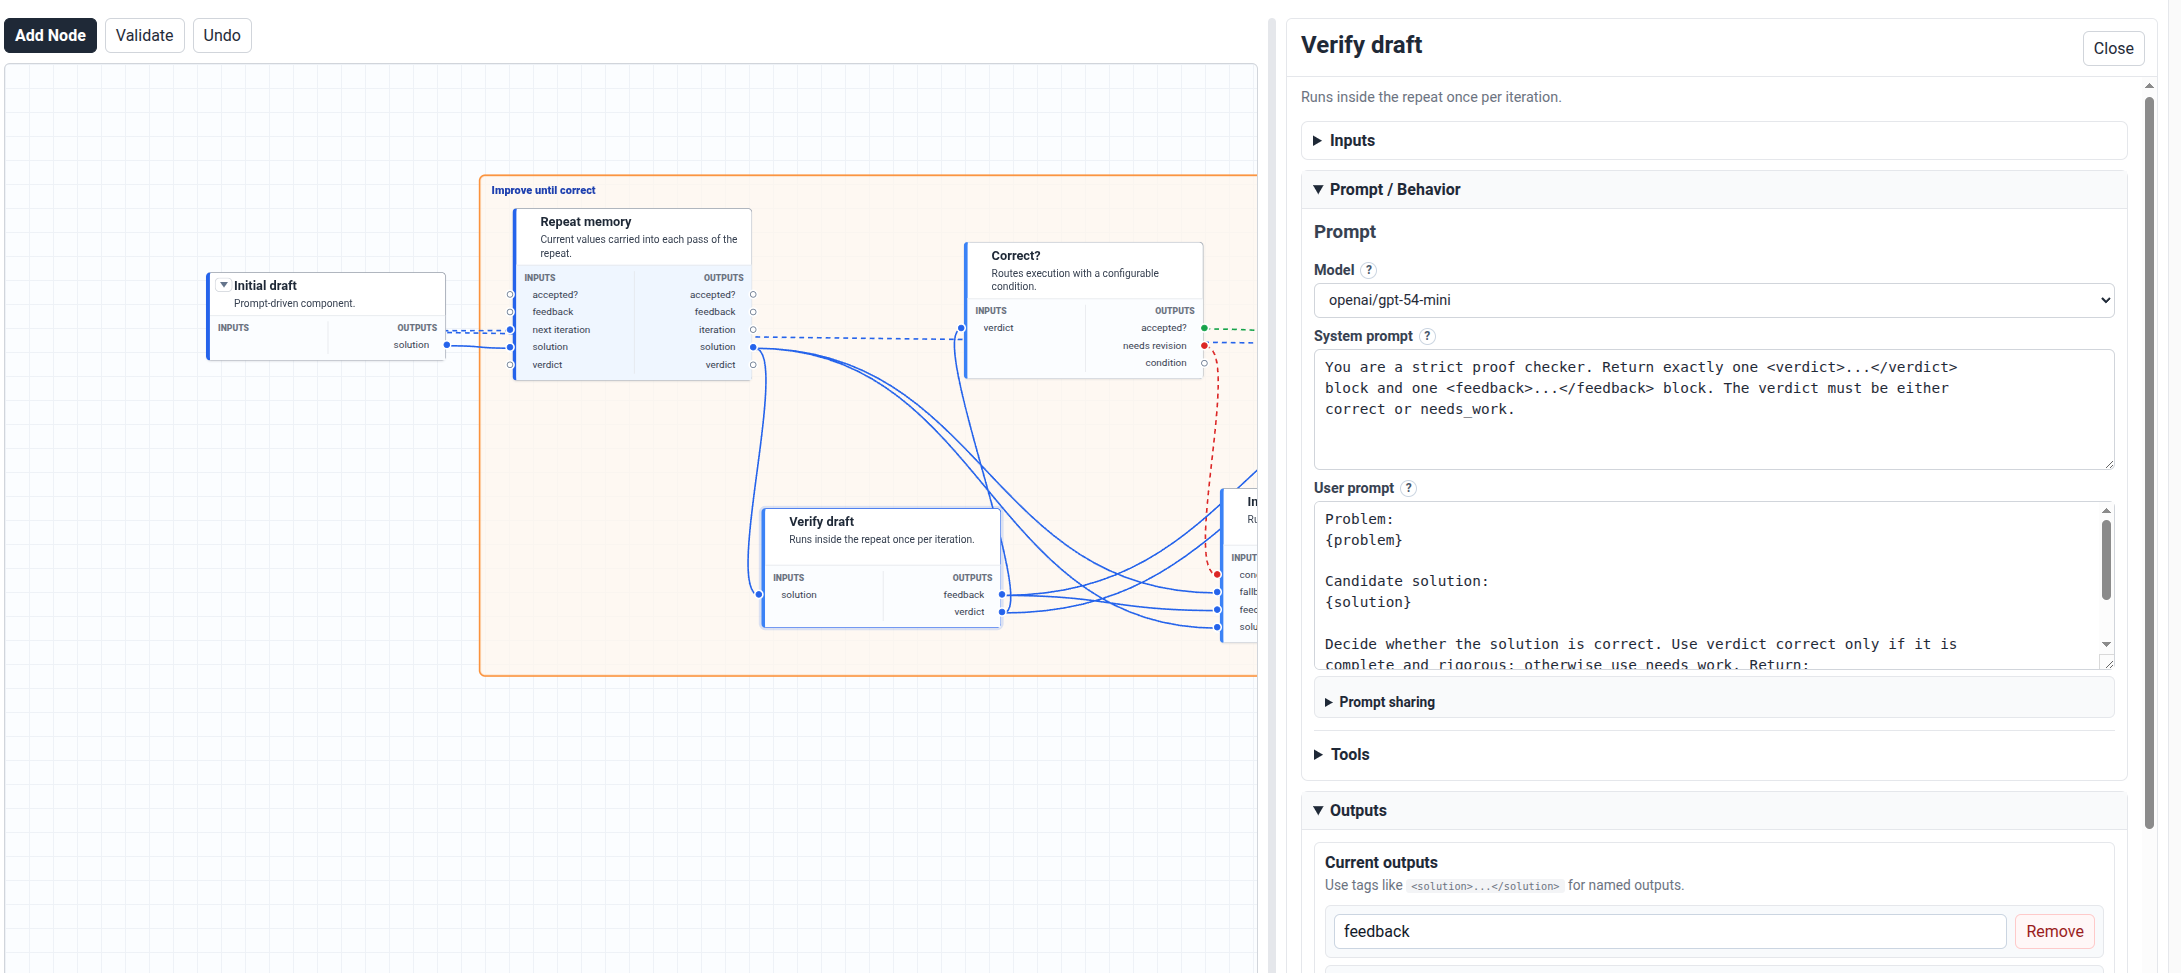 Add Node
Validate
Undo
Improve until correct
Repeat memory
Current values carried into each pass of the
repeat.
INPUTS
OUTPUTS
accepted?
accepted?
feedback
feedback
next iteration
iteration
solution
solution
verdict
verdict
Initial draft
Prompt-driven component.
INPUTS
OUTPUTS
solution
Correct?
Routes execution with a configurable
condition.
INPUTS
OUTPUTS
verdict
accepted?
needs revision
condition
Verify draft
Runs inside the repeat once per iteration.
INPUTS
OUTPUTS
solution
feedback
verdict
Verify draft
Close
Runs inside the repeat once per iteration.
Inputs
Prompt / Behavior
Prompt
Model ?
openai/gpt-54-mini
System prompt ?
You are a strict proof checker. Return exactly one <verdict>...</verdict>
block and one <feedback>...</feedback> block. The verdict must be either
correct or needs_work.
User prompt ?
Problem:
{problem}
Candidate solution:
{solution}
Decide whether the solution is correct. Use verdict correct only if it is
complete and rigorous; otherwise use needs_work. Return:
Prompt sharing
Tools
Outputs
Current outputs
Use tags like <solution>...</solution> for named outputs.
feedback
Remove